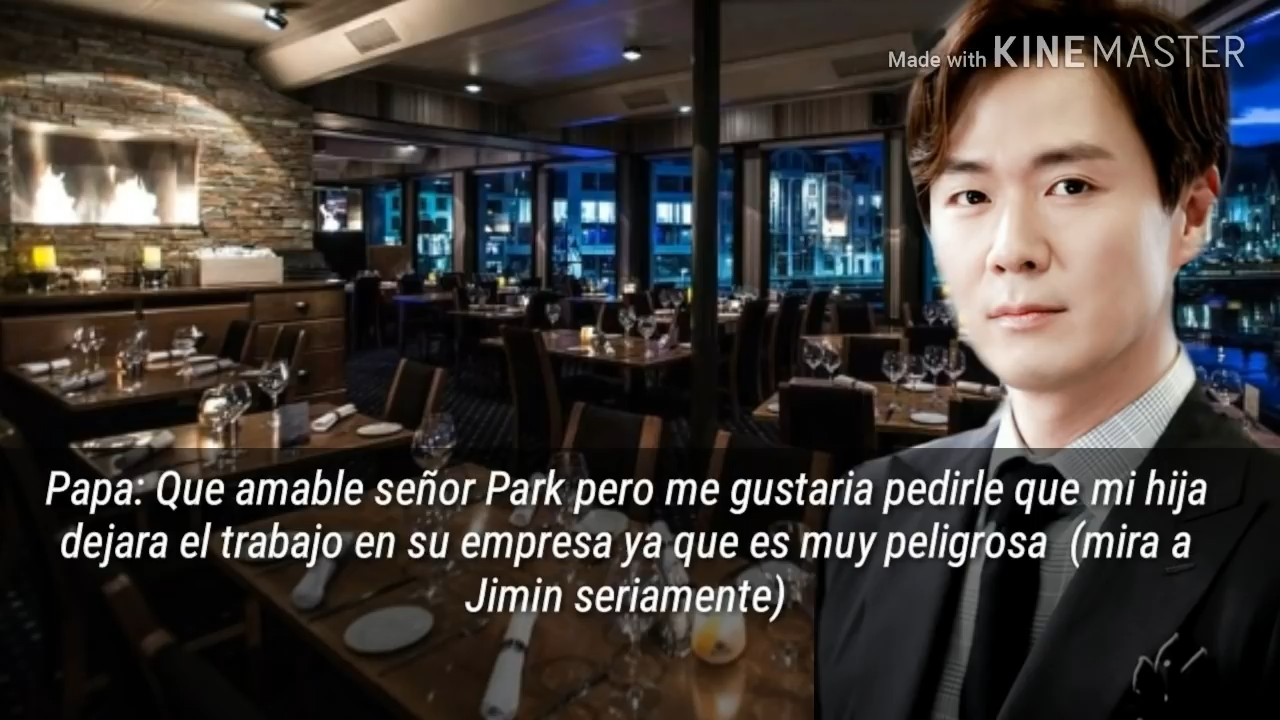 Made with KINEMASTER
Papa: Que amable señor Park pero me gustaria pedirle que mi hija
dejara el trabajo en su empresa ya que es muy peligrosa (mira a
Jimin seriamente)